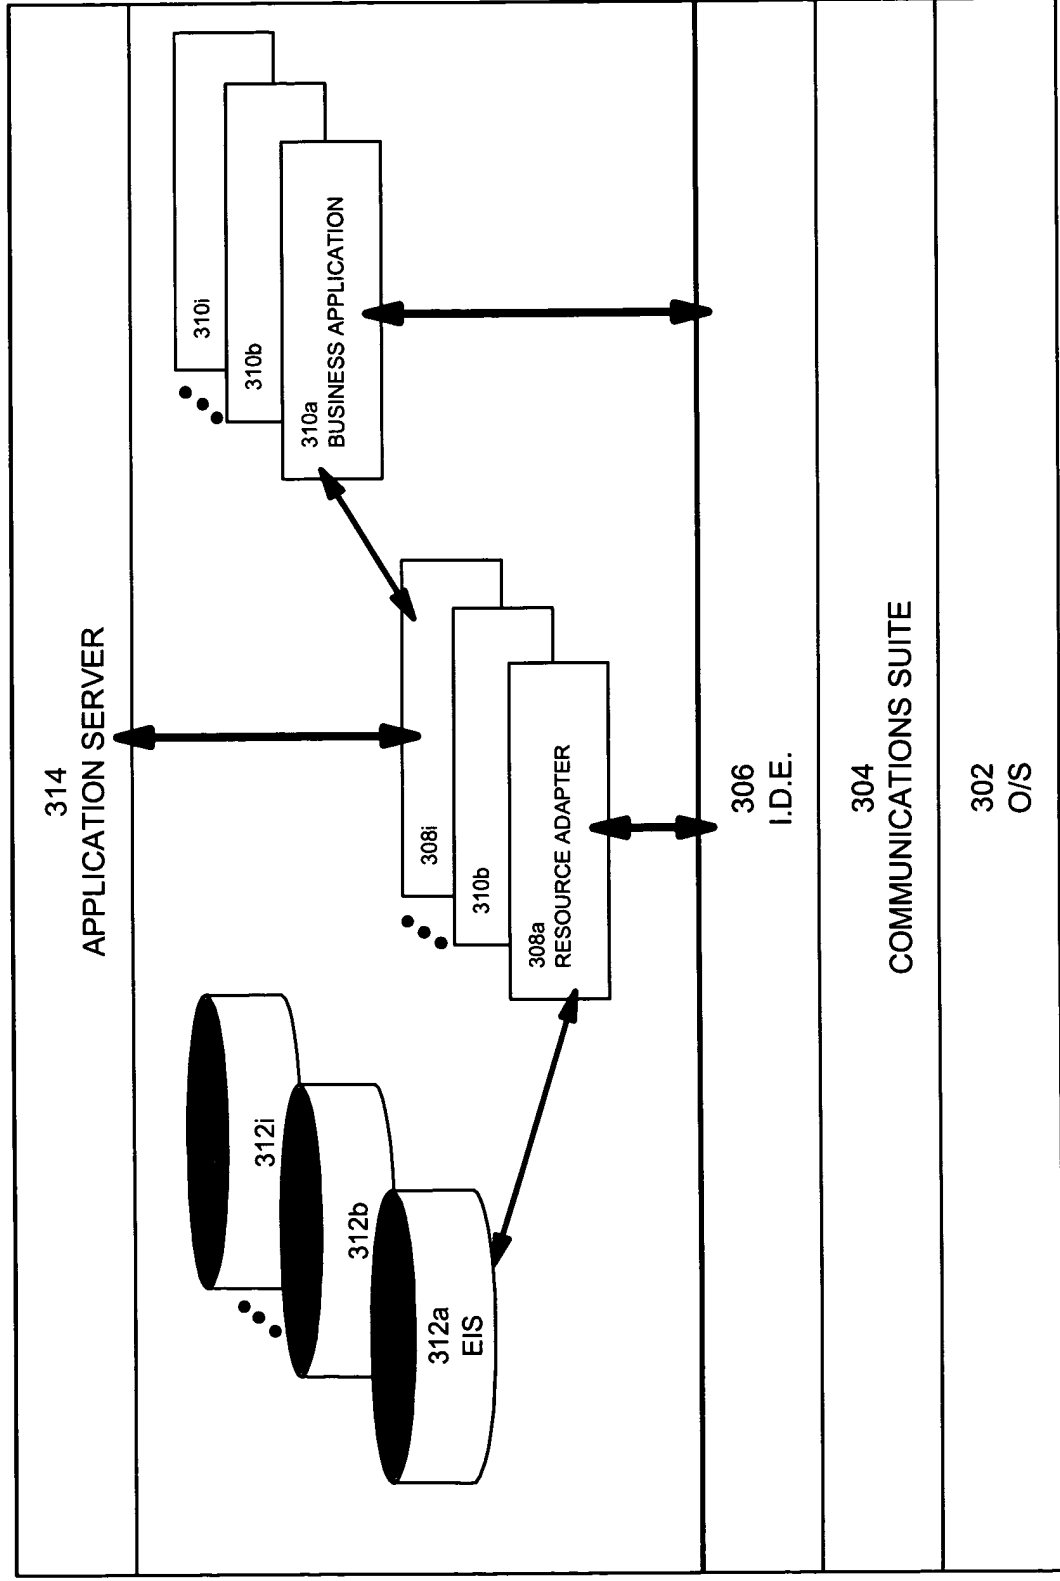 314
APPLICATION SERVER
312i
312b
312a
EIS
308i
310b
308a
RESOURCE ADAPTER
310i
310b
310a
BUSINESS APPLICATION
306
I.D.E.
304
COMMUNICATIONS SUITE
302
O/S